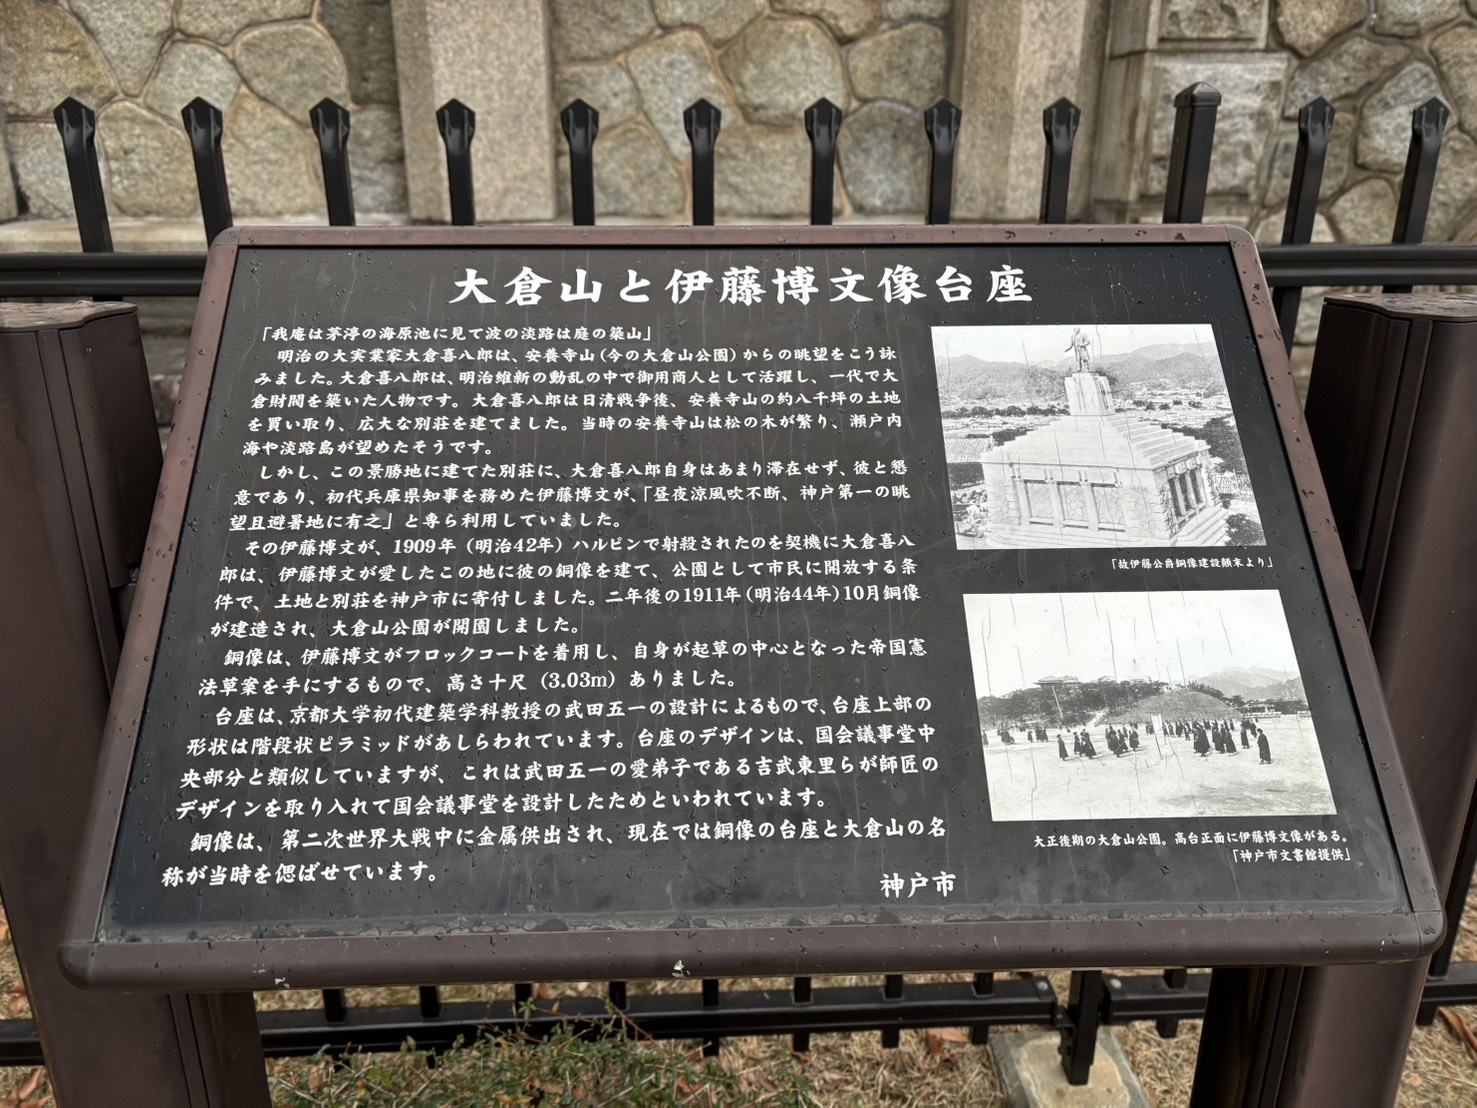 大倉山と伊藤博文像台座
「我庵は茅渟の海原池に見て波の淡路は庭の築山」
明治の大実業家大倉喜八郎は、安養寺山（今の大倉山公園）からの眺望をこう詠
みました。大倉喜八郎は、明治維新の動乱の中で御用商人として活躍し、一代で大
倉財閥を築いた人物です。大倉喜八郎は日清戦争後、安養寺山の約八千坪の土地
を買い取り、広大な別荘を建てました。当時の安養寺山は松の木が繁り、瀬戸内
海や淡路島が望めたそうです。
しかし、この景勝地に建てた別荘に、大倉喜八郎自身はあまり滞在せず、彼と懇
意であり、初代兵庫県知事を務めた伊藤博文が、「昼夜涼風吹不断、神戸第一の眺
望且避暑地に有之」と専ら利用していました。
その伊藤博文が、1909年（明治42年）ハルピンで射殺されたのを契機に大倉喜八
郎は、伊藤博文が愛したこの地に彼の銅像を建て、公園として市民に開放する条
件で、土地と別荘を神戸市に寄付しました。二年後の1911年（明治44年）10月銅像
が建造され、大倉山公園が開園しました。
銅像は、伊藤博文がフロックコートを着用し、自身が起草の中心となった帝国憲
法草案を手にするもので、高さ十尺（3.03m）ありました。
台座は、京都大学初代建築学科教授の武田五一の設計によるもので、台座上部の
形状は階段状ピラミッドがあしらわれています。台座のデザインは、国会議事堂中
央部分と類似していますが、これは武田五一の愛弟子である吉武東里らが師匠の
デザインを取り入れて国会議事堂を設計したためといわれています。
銅像は、第二次世界大戦中に金属供出され、現在では銅像の台座と大倉山の名
称が当時を偲ばせています。
神戸市
「故伊藤公爵銅像建設顛末より」
大正後期の大倉山公園。高台正面に伊藤博文像がある。
「神戸市文書館提供」